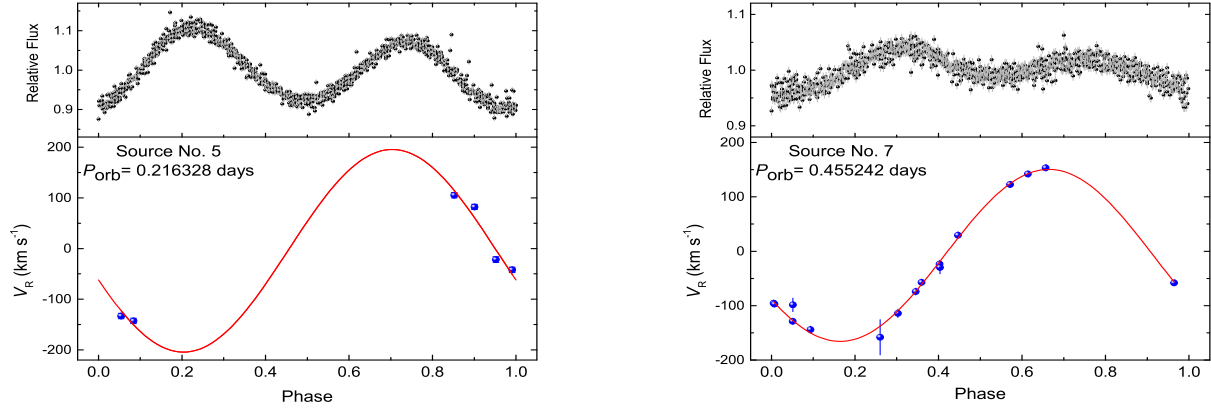 1.1
1.0
0.9
Relative Flux
200
100
0
-100
-200
V_R (km s⁻¹)
Source No. 5
P_orb= 0.216328 days
0.0 0.2 0.4 0.6 0.8 1.0
Phase
1.1
1.0
0.9
Relative Flux
200
100
0
-100
-200
V_R (km s⁻¹)
Source No. 7
P_orb= 0.455242 days
0.0 0.2 0.4 0.6 0.8 1.0
Phase